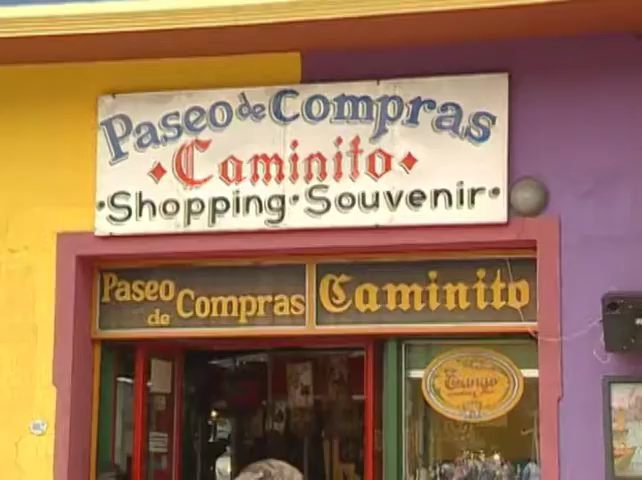 Paseo de Compras
Caminito
Shopping · Souvenir
Paseo de Compras
Caminito
Tango